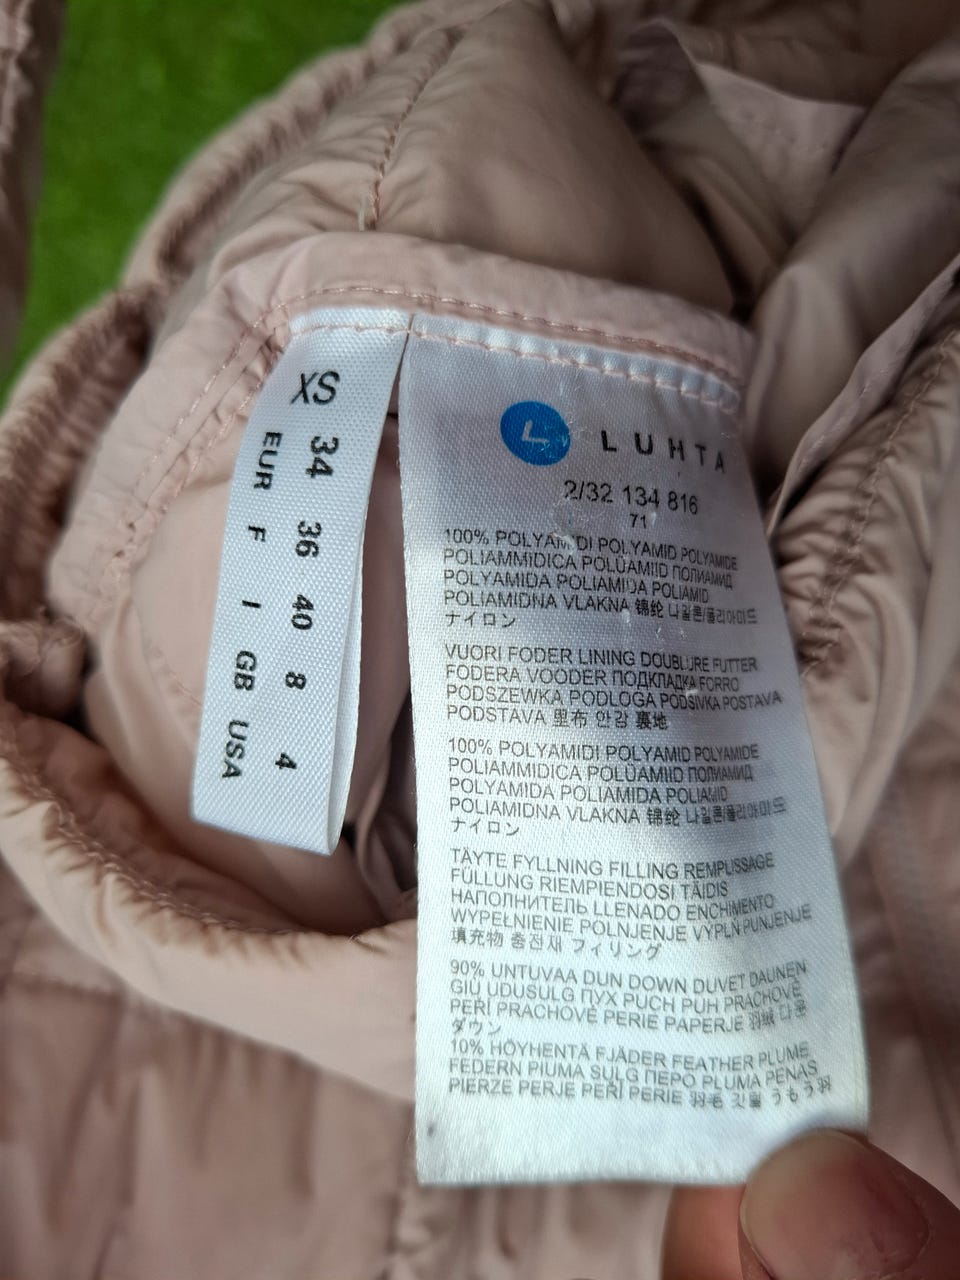 XS
34 36 40 8 4
EUR F I GB USA
L LUHTA
2/32 134 816
71
100% POLYAMIDI POLYAMID POLYAMIDE
POLIAMMIDICA POLÜAMIID ПОЛИАМИД
POLYAMIDA POLIAMIDA POLIAMID
POLIAMIDNA VLAKNA 锦纶 나일론/폴리아미드
ナイロン
VUORI FODER LINING DOUBLURE FUTTER
FODERA VOODER ПОДКЛАДКА FORRO
PODSZEWKA PODLOGA PODSIVKA POSTAVA
PODSTAVA 里布 안감 裏地
100% POLYAMIDI POLYAMID POLYAMIDE
POLIAMMIDICA POLÜAMIID ПОЛИАМИД
POLYAMIDA POLIAMIDA POLIAMID
POLIAMIDNA VLAKNA 锦纶 나일론/폴리아미드
ナイロン
TÄYTE FYLLNING FILLING REMPLISSAGE
FÜLLUNG RIEMPIENDOSI TÄIDIS
НАПОЛНИТЕЛЬ LLENADO ENCHIMENTO
WYPEŁNIENIE POLNJENJE VYPLŇ PUNJENJE
填充物 충전재 フィリング
90% UNTUVAA DUN DOWN DUVET DAUNEN
GIÙ UDUSULG ПУХ PUCH PUH PRACHOVÉ
PEŘÍ PRACHOVÉ PERIE PAPERJE 羽绒 다운
ダウン
10% HÖYHENTÄ FJÄDER FEATHER PLUME
FEDERN PIUMA SULG ПЕРО PLUMA PENAS
PIERZE PERJE PEŘÍ PERIE 羽毛 깃털 うもう羽